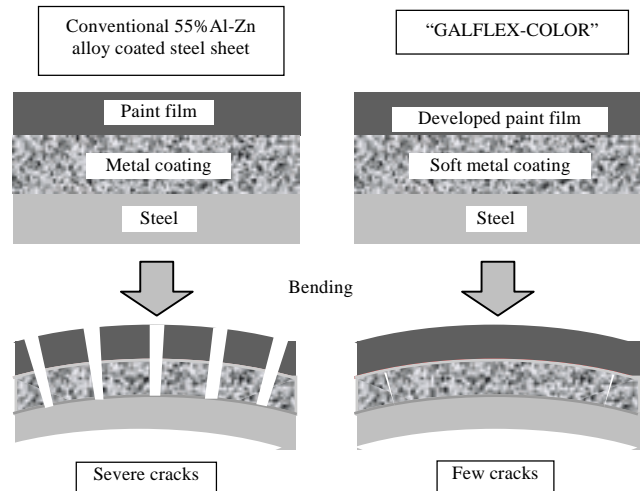 Conventional 55%Al-Zn
alloy coated steel sheet
“GALFLEX-COLOR”
Paint film
Developed paint film
Metal coating
Soft metal coating
Steel
Steel
Bending
Severe cracks
Few cracks